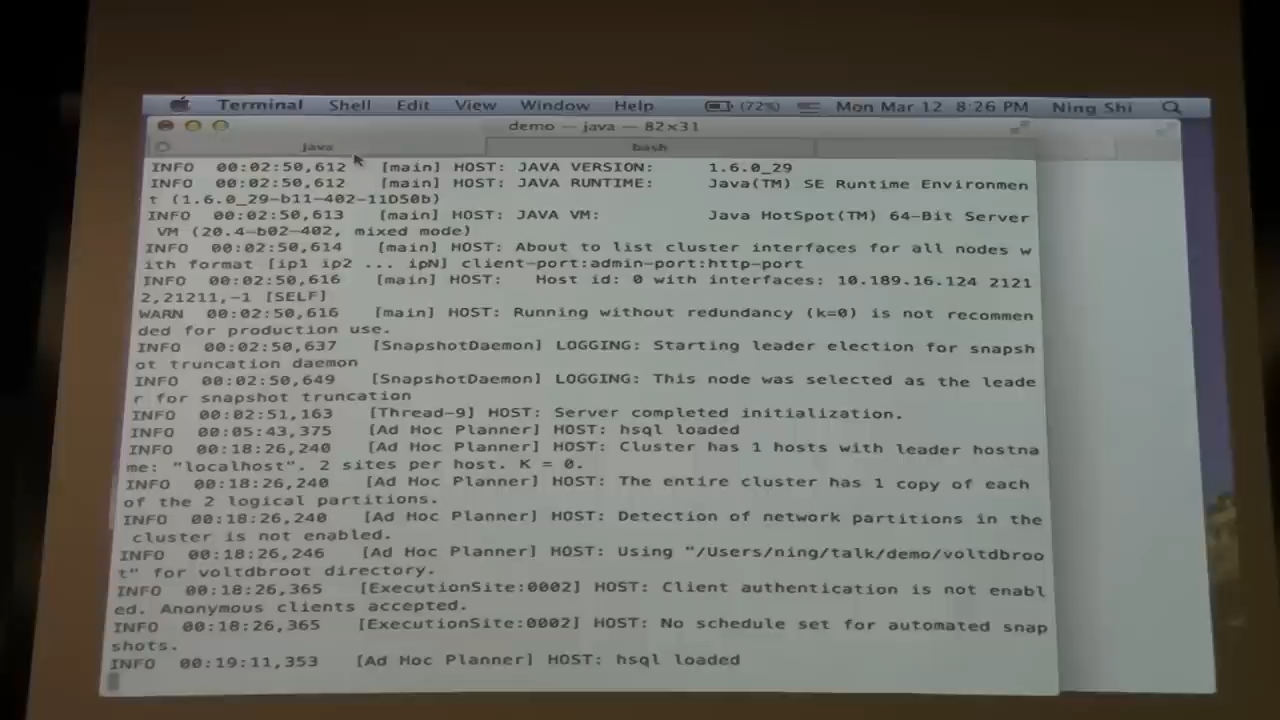 Terminal Shell Edit View Window Help (72%) Mon Mar 12 8:26 PM Ning Shi
demo — java — 82×31
java bash
INFO 00:02:50,612 [main] HOST: JAVA VERSION: 1.6.0_29
INFO 00:02:50,612 [main] HOST: JAVA RUNTIME: Java(TM) SE Runtime Environmen
t (1.6.0_29-b11-402-11D50b)
INFO 00:02:50,613 [main] HOST: JAVA VM: Java HotSpot(TM) 64-Bit Server
VM (20.4-b02-402, mixed mode)
INFO 00:02:50,614 [main] HOST: About to list cluster interfaces for all nodes w
ith format [ip1 ip2 ... ipN] client-port:admin-port:http-port
INFO 00:02:50,616 [main] HOST: Host id: 0 with interfaces: 10.189.16.124 2121
2,21211,-1 [SELF]
WARN 00:02:50,616 [main] HOST: Running without redundancy (k=0) is not recommen
ded for production use.
INFO 00:02:50,637 [SnapshotDaemon] LOGGING: Starting leader election for snapsh
ot truncation daemon
INFO 00:02:50,649 [SnapshotDaemon] LOGGING: This node was selected as the leade
r for snapshot truncation
INFO 00:02:51,163 [Thread-9] HOST: Server completed initialization.
INFO 00:05:43,375 [Ad Hoc Planner] HOST: hsql loaded
INFO 00:18:26,240 [Ad Hoc Planner] HOST: Cluster has 1 hosts with leader hostna
me: "localhost". 2 sites per host. K = 0.
INFO 00:18:26,240 [Ad Hoc Planner] HOST: The entire cluster has 1 copy of each
of the 2 logical partitions.
INFO 00:18:26,240 [Ad Hoc Planner] HOST: Detection of network partitions in the
cluster is not enabled.
INFO 00:18:26,246 [Ad Hoc Planner] HOST: Using "/Users/ning/talk/demo/voltdbroo
t" for voltdbroot directory.
INFO 00:18:26,365 [ExecutionSite:0002] HOST: Client authentication is not enabl
ed. Anonymous clients accepted.
INFO 00:18:26,365 [ExecutionSite:0002] HOST: No schedule set for automated snap
shots.
INFO 00:19:11,353 [Ad Hoc Planner] HOST: hsql loaded